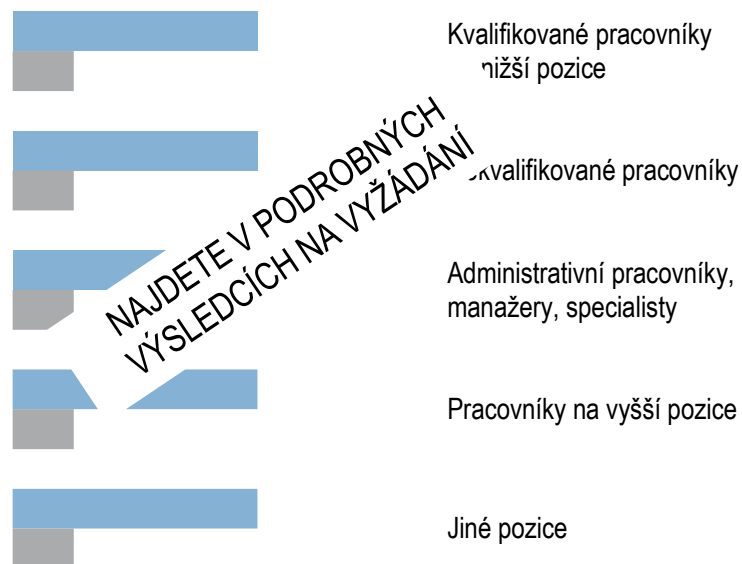 Kvalifikované pracovníky
nižší pozice
NAJDETE V PODROBNÝCH
VÝSLEDCÍCH NA VYŽÁDÁNÍ
kvalifikované pracovníky
Administrativní pracovníky,
manažery, specialisty
Pracovníky na vyšší pozice
Jiné pozice